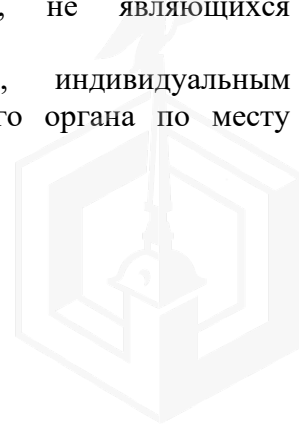 , не являющихся
, индивидуальным
го органа по месту